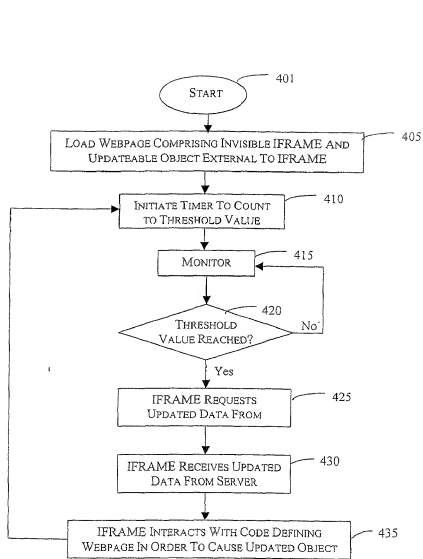 401
START
405
LOAD WEBPAGE COMPRISING INVISIBLE IFRAME AND
UPDATEABLE OBJECT EXTERNAL TO IFRAME
410
INITIATE TIMER TO COUNT
TO THRESHOLD VALUE
415
MONITOR
420
THRESHOLD
VALUE REACHED?
No
Yes
425
IFRAME REQUESTS
UPDATED DATA FROM
430
IFRAME RECEIVES UPDATED
DATA FROM SERVER
435
IFRAME INTERACTS WITH CODE DEFINING
WEBPAGE IN ORDER TO CAUSE UPDATED OBJECT